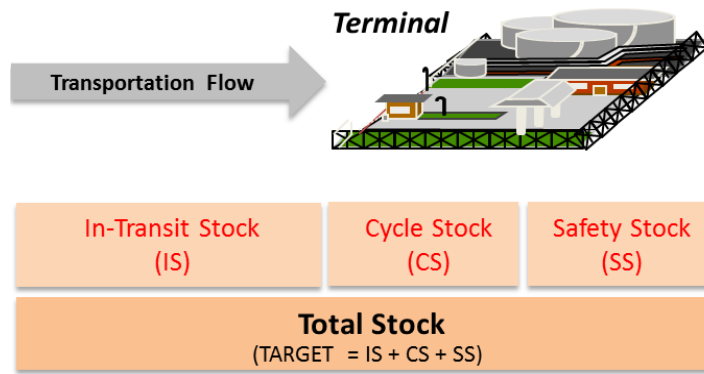 Terminal
Transportation Flow
In-Transit Stock
(IS)
Cycle Stock
(CS)
Safety Stock
(SS)
Total Stock
(TARGET = IS + CS + SS)